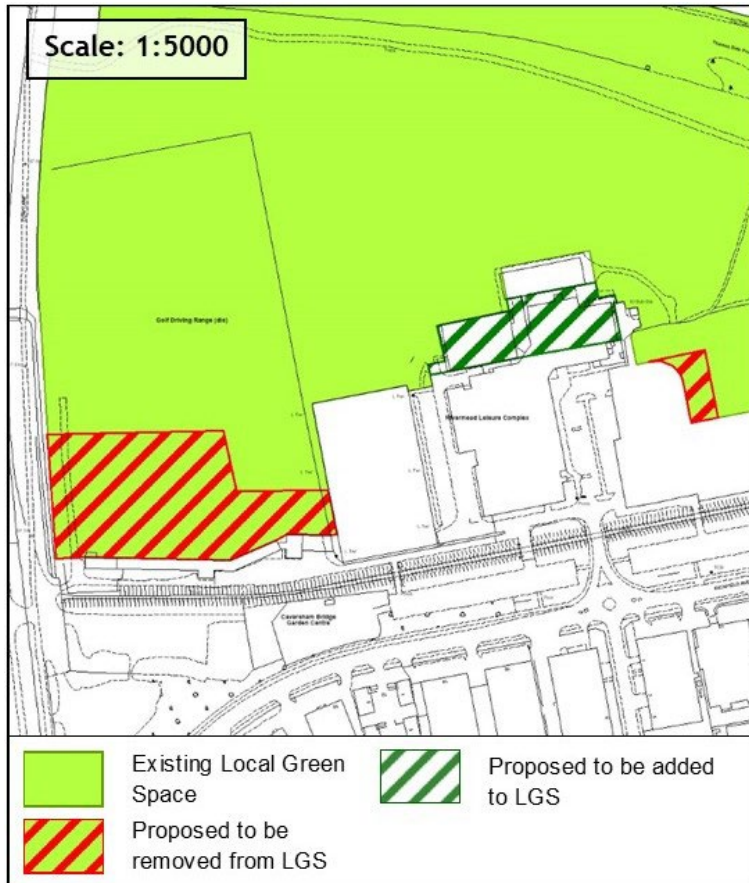 Scale: 1:5000
Golf Driving Range (dis)
Rivermead Leisure Complex
Caversham Bridge
Garden Centre
Existing Local Green
Space
Proposed to be added
to LGS
Proposed to be
removed from LGS